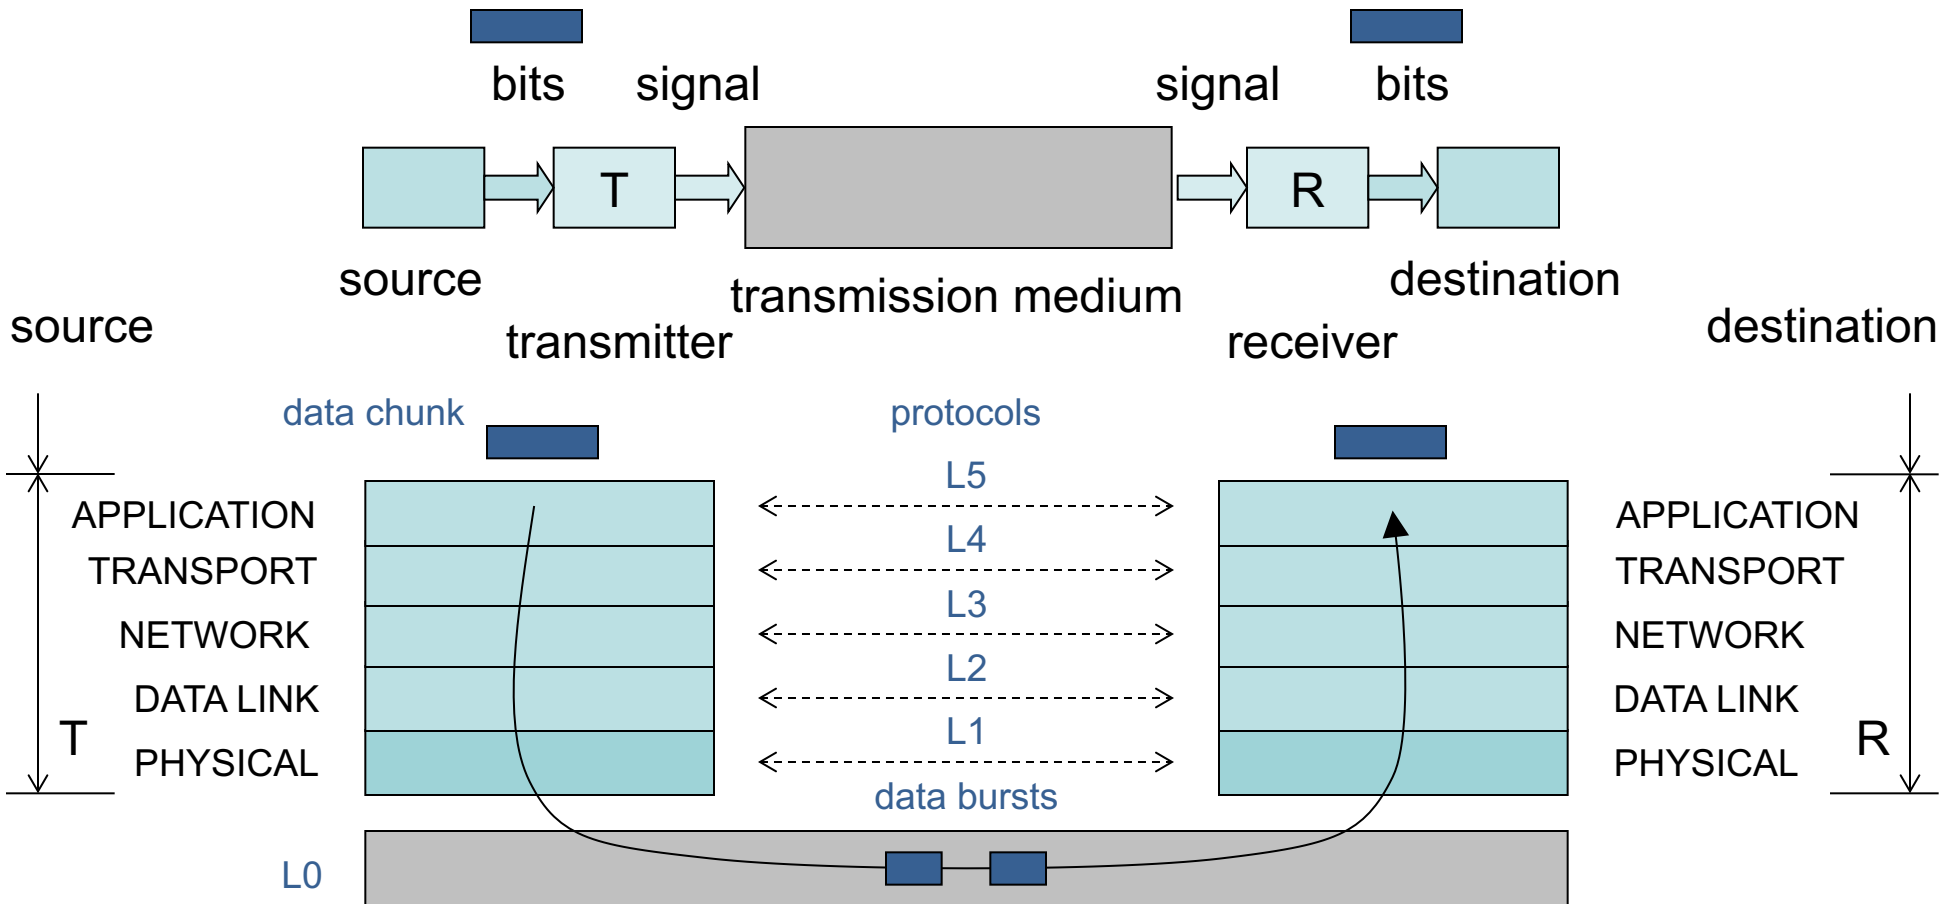 bits signal signal bits
T R
source transmission medium destination
source transmitter receiver destination
data chunk protocols
L5
APPLICATION APPLICATION
L4
TRANSPORT TRANSPORT
L3
NETWORK NETWORK
L2
DATA LINK DATA LINK
L1
T R
PHYSICAL PHYSICAL
data bursts
L0